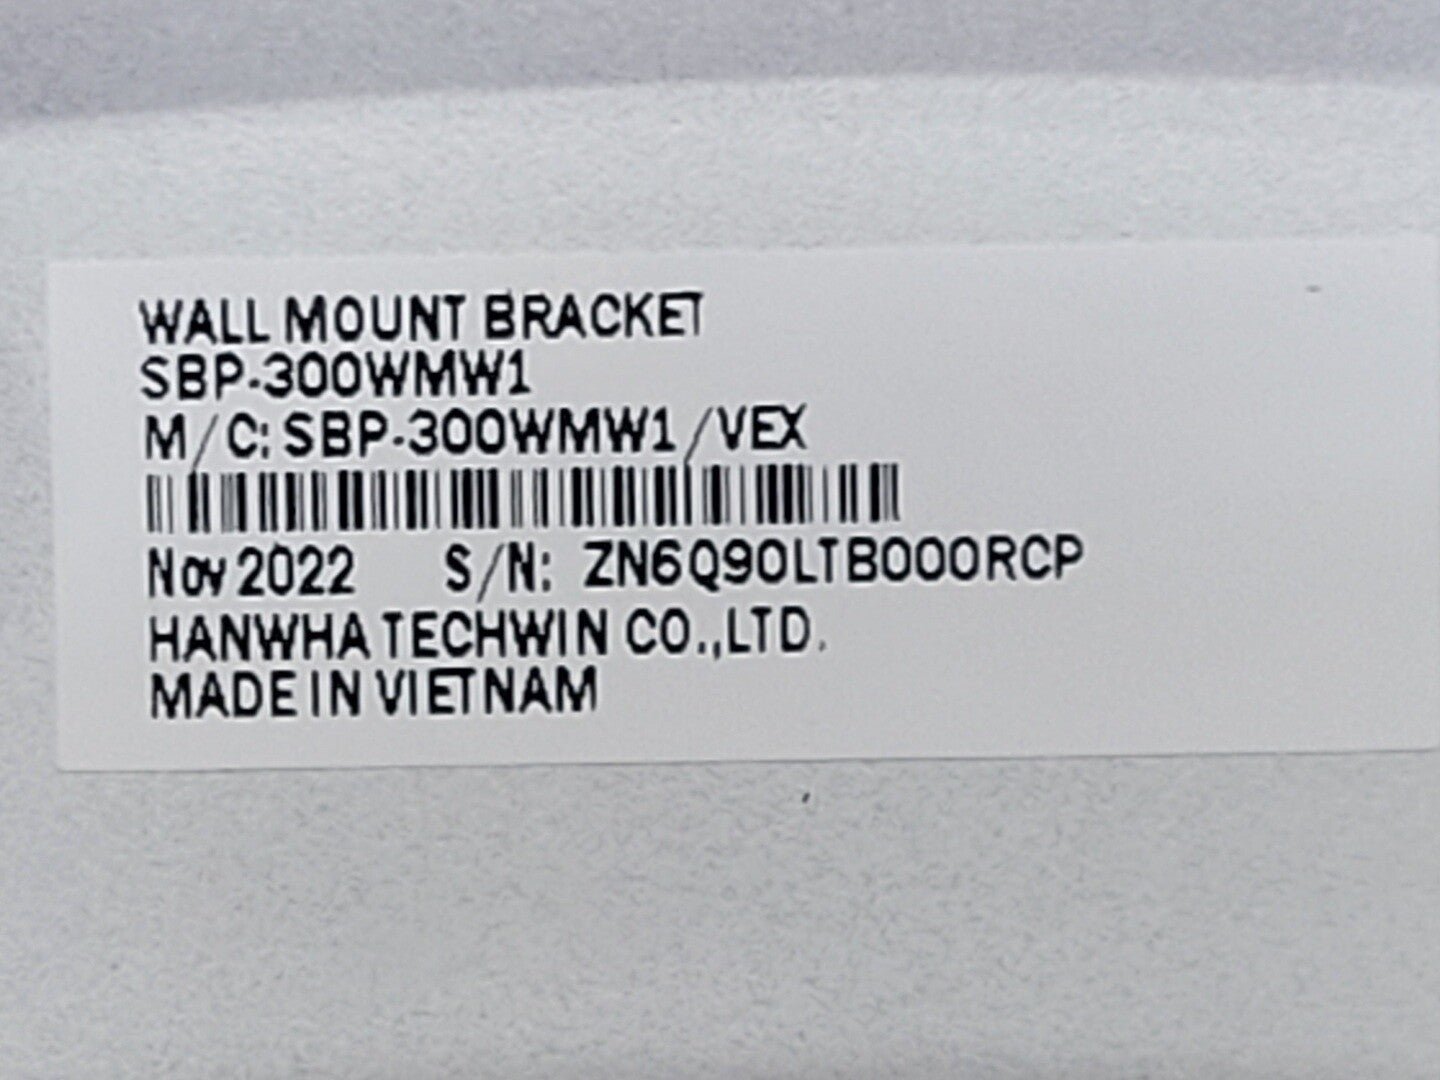 WALL MOUNT BRACKET
SBP-300WMW1
M/C: SBP-300WMW1/VEX
Nov 2022 S/N: ZN6Q90LTB000RCP
HANWHA TECHWIN CO.,LTD.
MADE IN VIETNAM